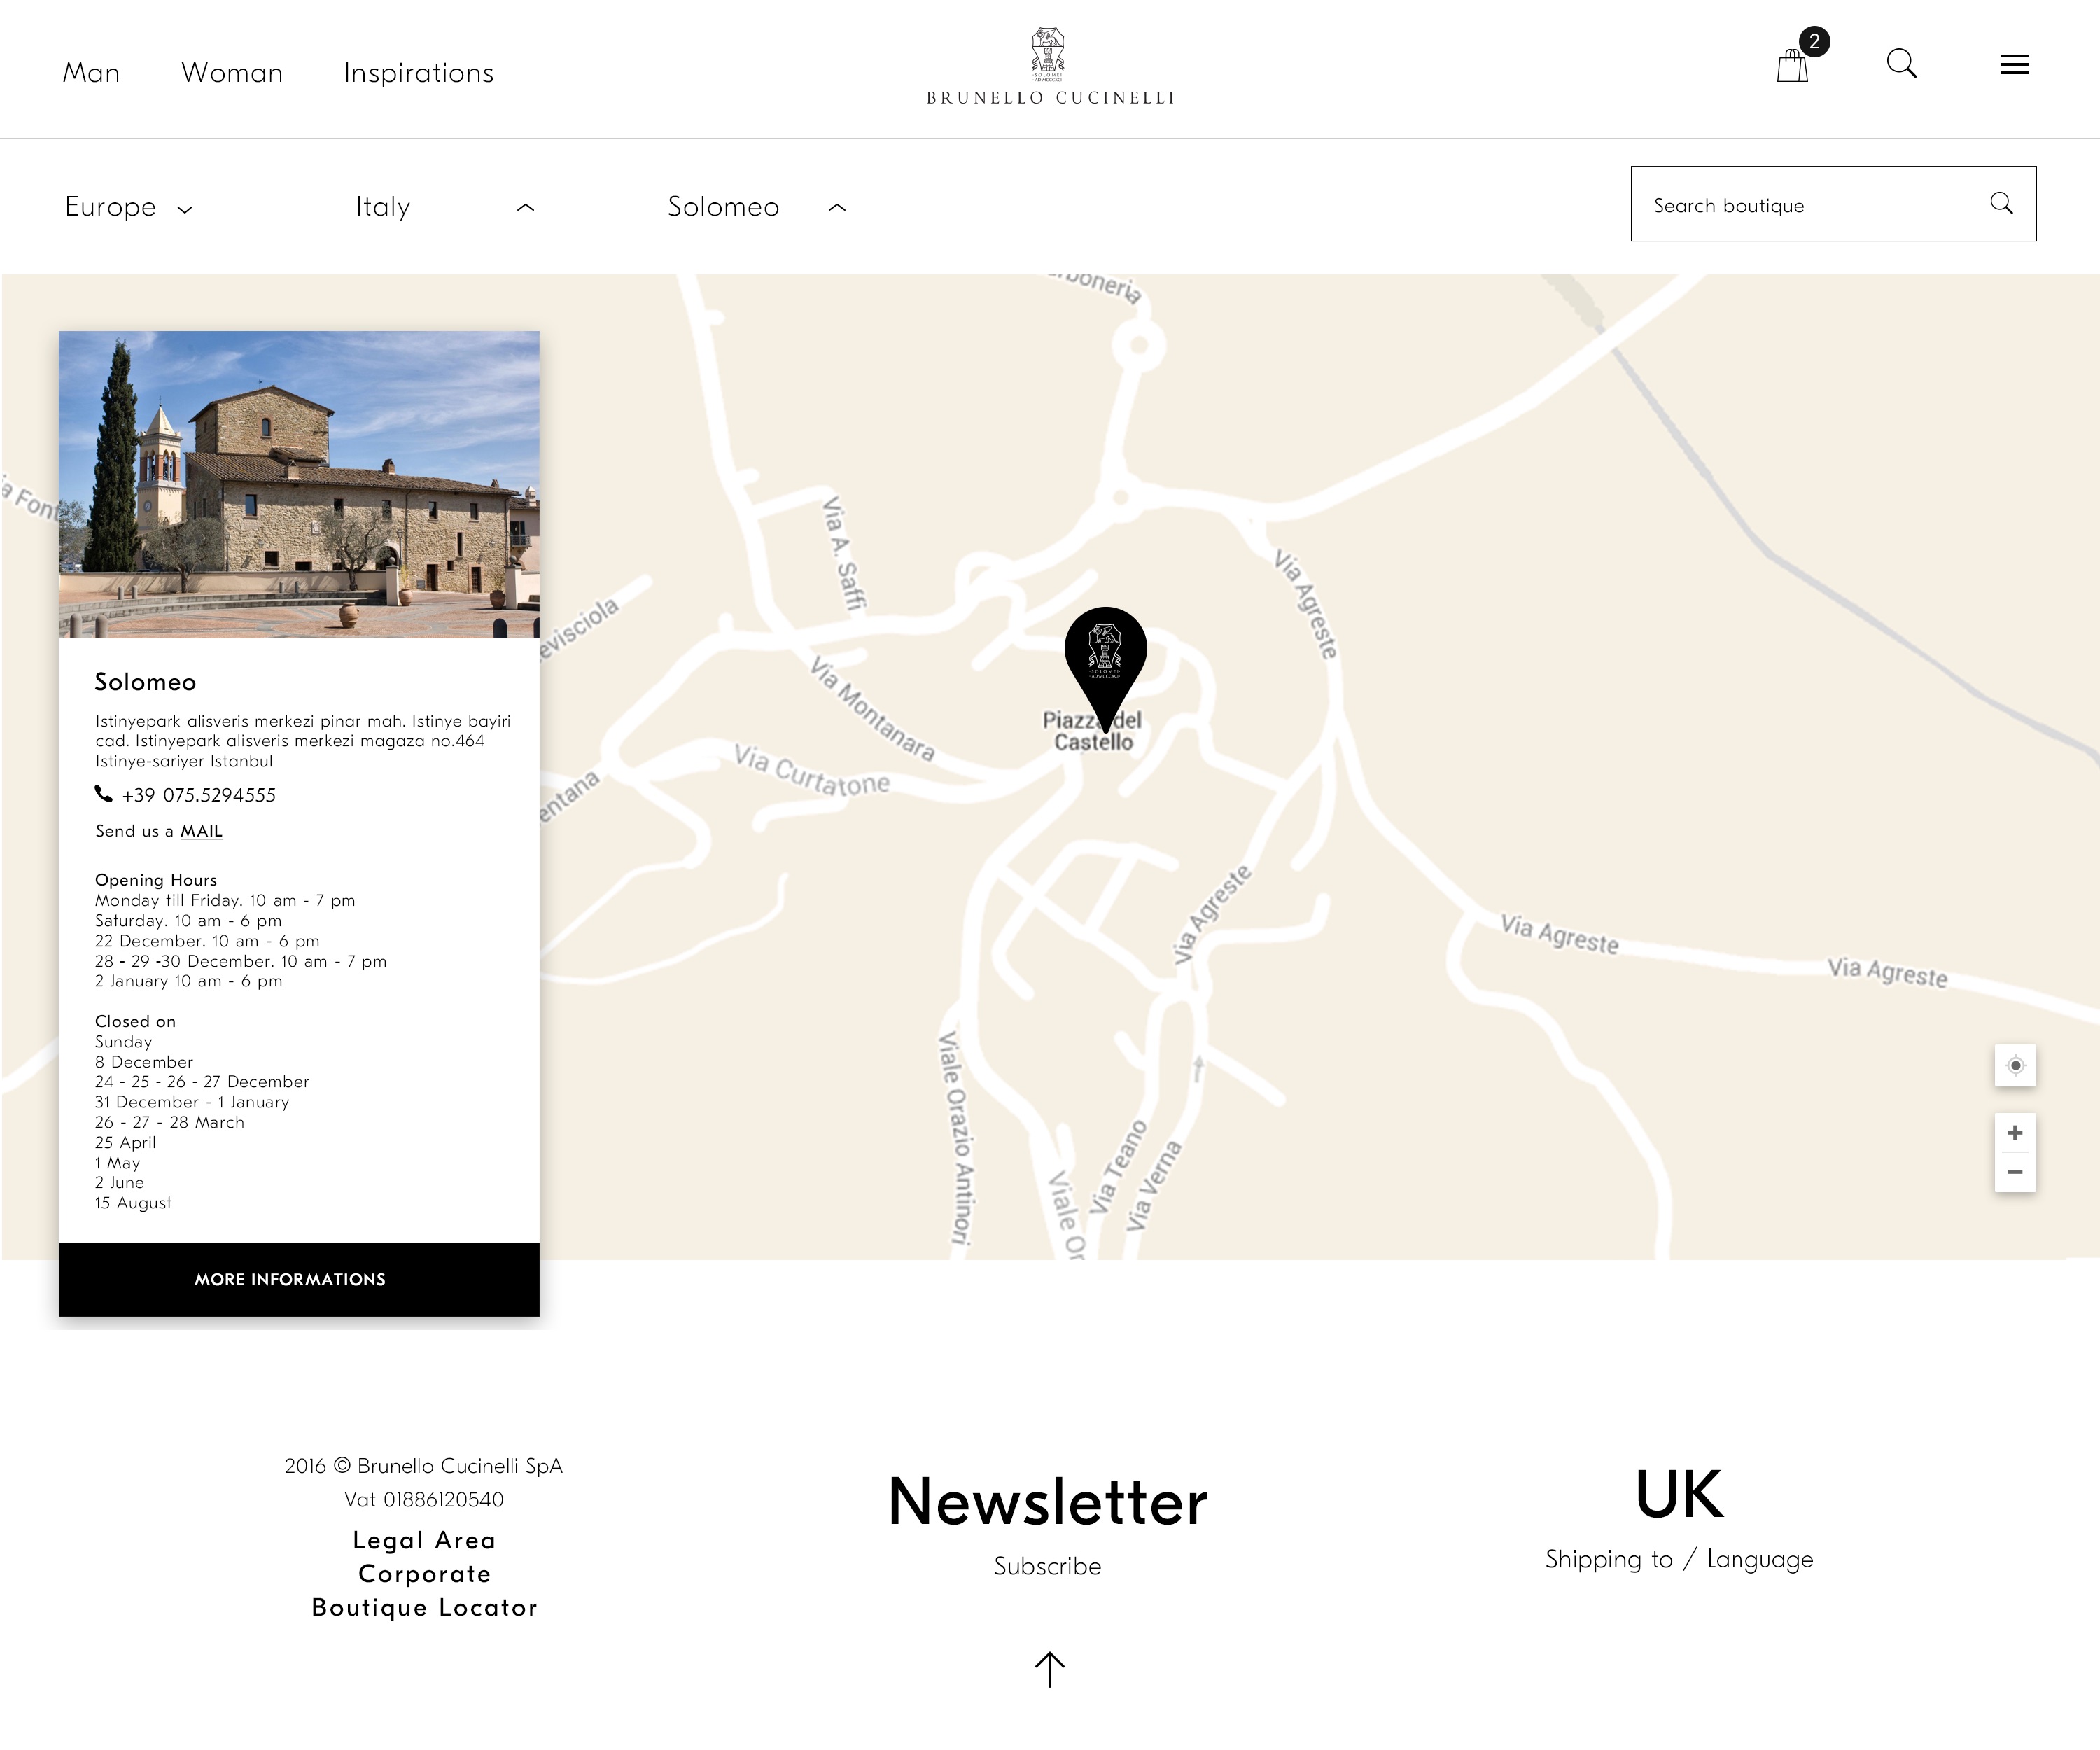 Man Woman Inspirations
SOLOMEI
AD MCCCXCI
BRUNELLO CUCINELLI
2
Europe Italy Solomeo
Search boutique
Via A. Saffi
Via Agreste
Via Montanara
Piazza del
Castello
Via Curtatone
Via Agreste
Via Agreste
Via Agreste
Viale Orazio Antinori
Via Teano
Via Verna
Viale Or
Solomeo
Istinyepark alisveris merkezi pinar mah. Istinye bayiri
cad. Istinyepark alisveris merkezi magaza no.464
Istinye-sariyer Istanbul
+39 075.5294555
Send us a MAIL
Opening Hours
Monday till Friday. 10 am - 7 pm
Saturday. 10 am - 6 pm
22 December. 10 am - 6 pm
28 - 29 -30 December. 10 am - 7 pm
2 January 10 am - 6 pm
Closed on
Sunday
8 December
24 - 25 - 26 - 27 December
31 December - 1 January
26 - 27 - 28 March
25 April
1 May
2 June
15 August
MORE INFORMATIONS
2016 © Brunello Cucinelli SpA
Vat 01886120540
Legal Area
Corporate
Boutique Locator
Newsletter
Subscribe
UK
Shipping to / Language